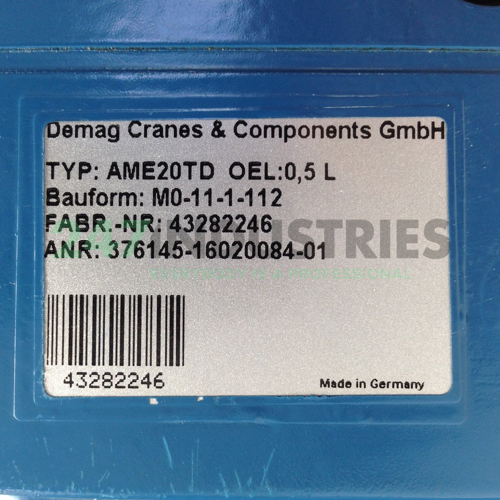 Demag Cranes & Components GmbH
TYP: AME20TD OEL:0,5 L
Bauform: M0-11-1-112
FABR.-NR: 43282246
ANR: 376145-16020084-01
43282246
Made in Germany